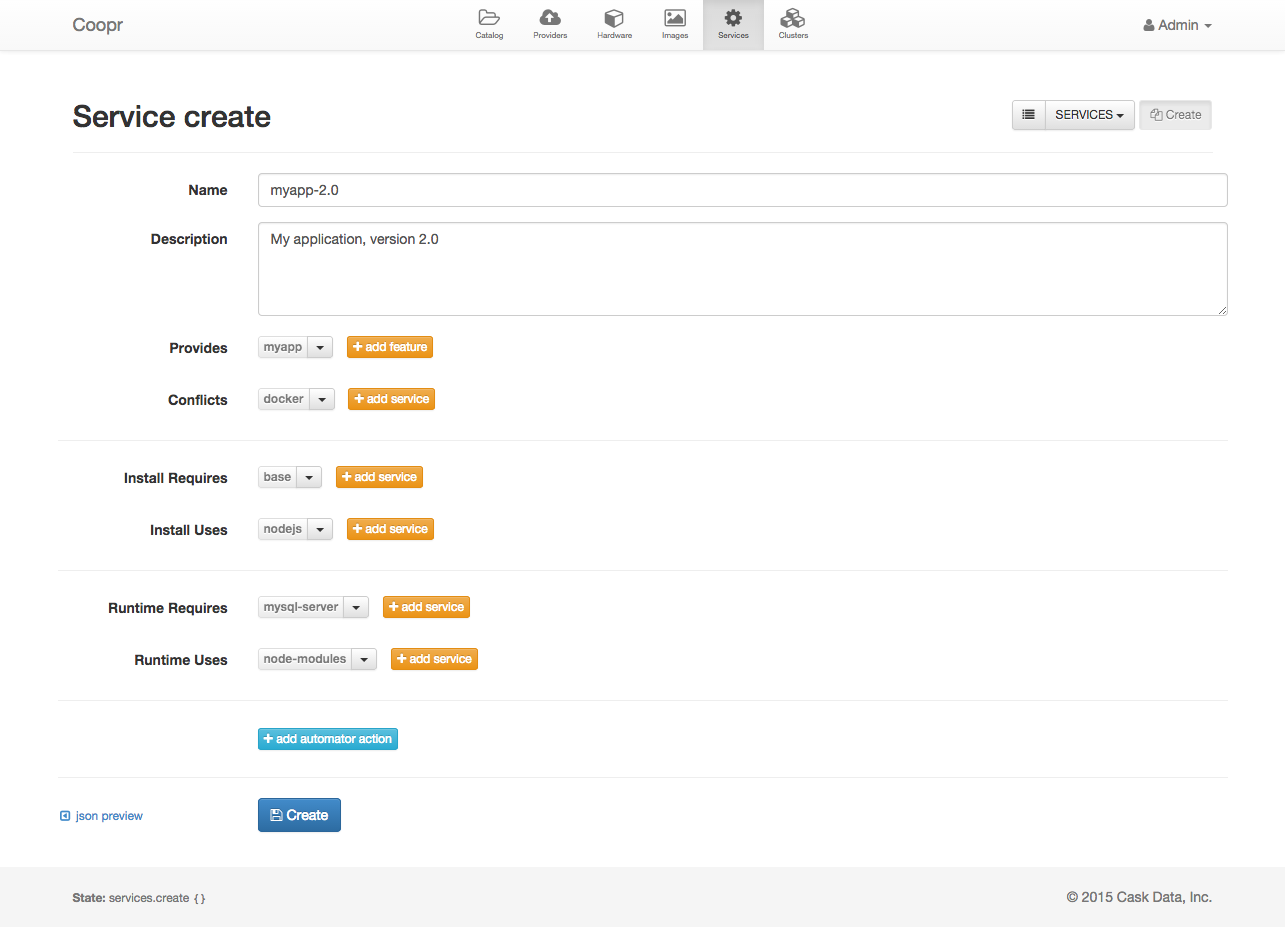 Coopr
Catalog
Providers
Hardware
Images
Services
Clusters
Admin
Service create
SERVICES
Create
Name
myapp-2.0
Description
My application, version 2.0
Provides
myapp
add feature
Conflicts
docker
add service
Install Requires
base
add service
Install Uses
nodejs
add service
Runtime Requires
mysql-server
add service
Runtime Uses
node-modules
add service
add automator action
json preview
Create
State: services.create {}
© 2015 Cask Data, Inc.